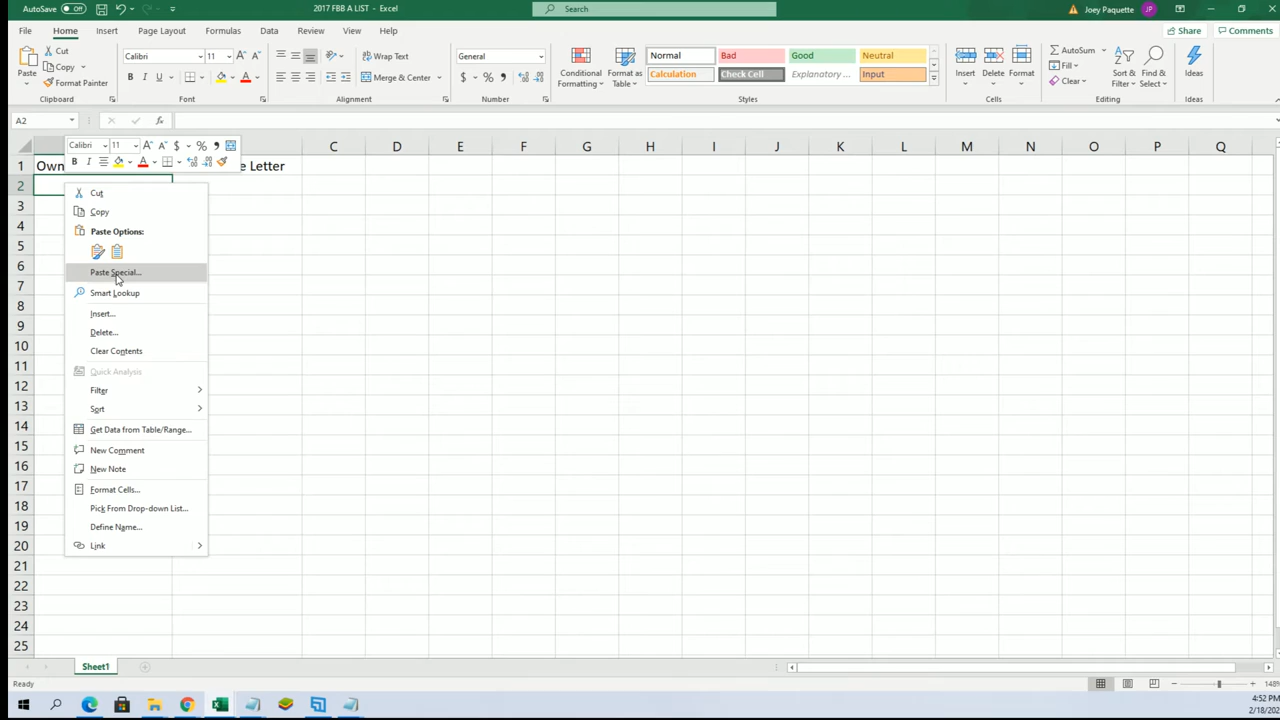 AutoSave Off 2017 FBB A LIST - Excel Search Joey Paquette JP
File Home Insert Page Layout Formulas Data Review View Help Share Comments
Paste Cut Copy Format Painter
Calibri 11
Wrap Text Merge & Center
General
Conditional Formatting Format as Table
Normal Bad Good Neutral
Calculation Check Cell Explanatory ... Input
Insert Delete Format
AutoSum Fill Clear Sort & Filter Find & Select Ideas
Clipboard Font Alignment Number Styles Cells Editing Ideas
A2 fx
Calibri 11
C D E F G H I J K L M N O P Q
1 Own e Letter
2
3
4
5
6
7
8
9
10
11
12
13
14
15
16
17
18
19
20
21
22
23
24
25
Cut
Copy
Paste Options:
Paste Special...
Smart Lookup
Insert...
Delete...
Clear Contents
Quick Analysis
Filter
Sort
Get Data from Table/Range...
New Comment
New Note
Format Cells...
Pick From Drop-down List...
Define Name...
Link
Sheet1
Ready 148
4:52 PM
2/18/202